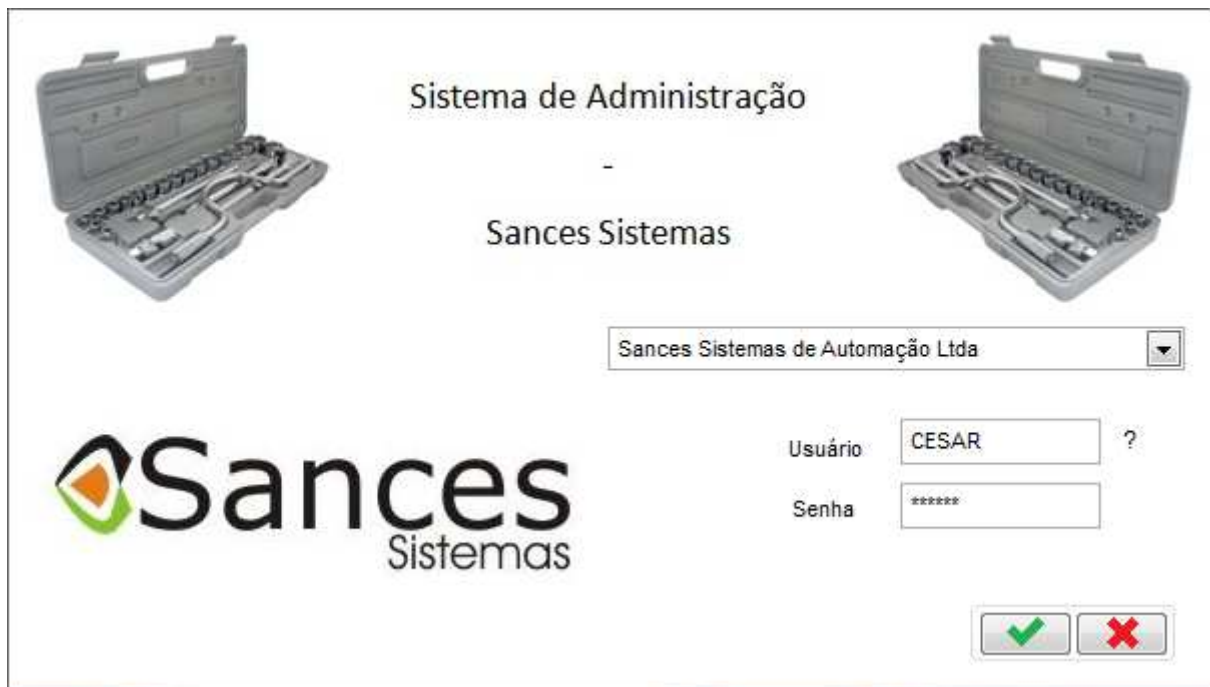 Sistema de Administração
-
Sances Sistemas
Sances Sistemas de Automação Ltda
Sances
Sistemas
Usuário CESAR ?
Senha ******